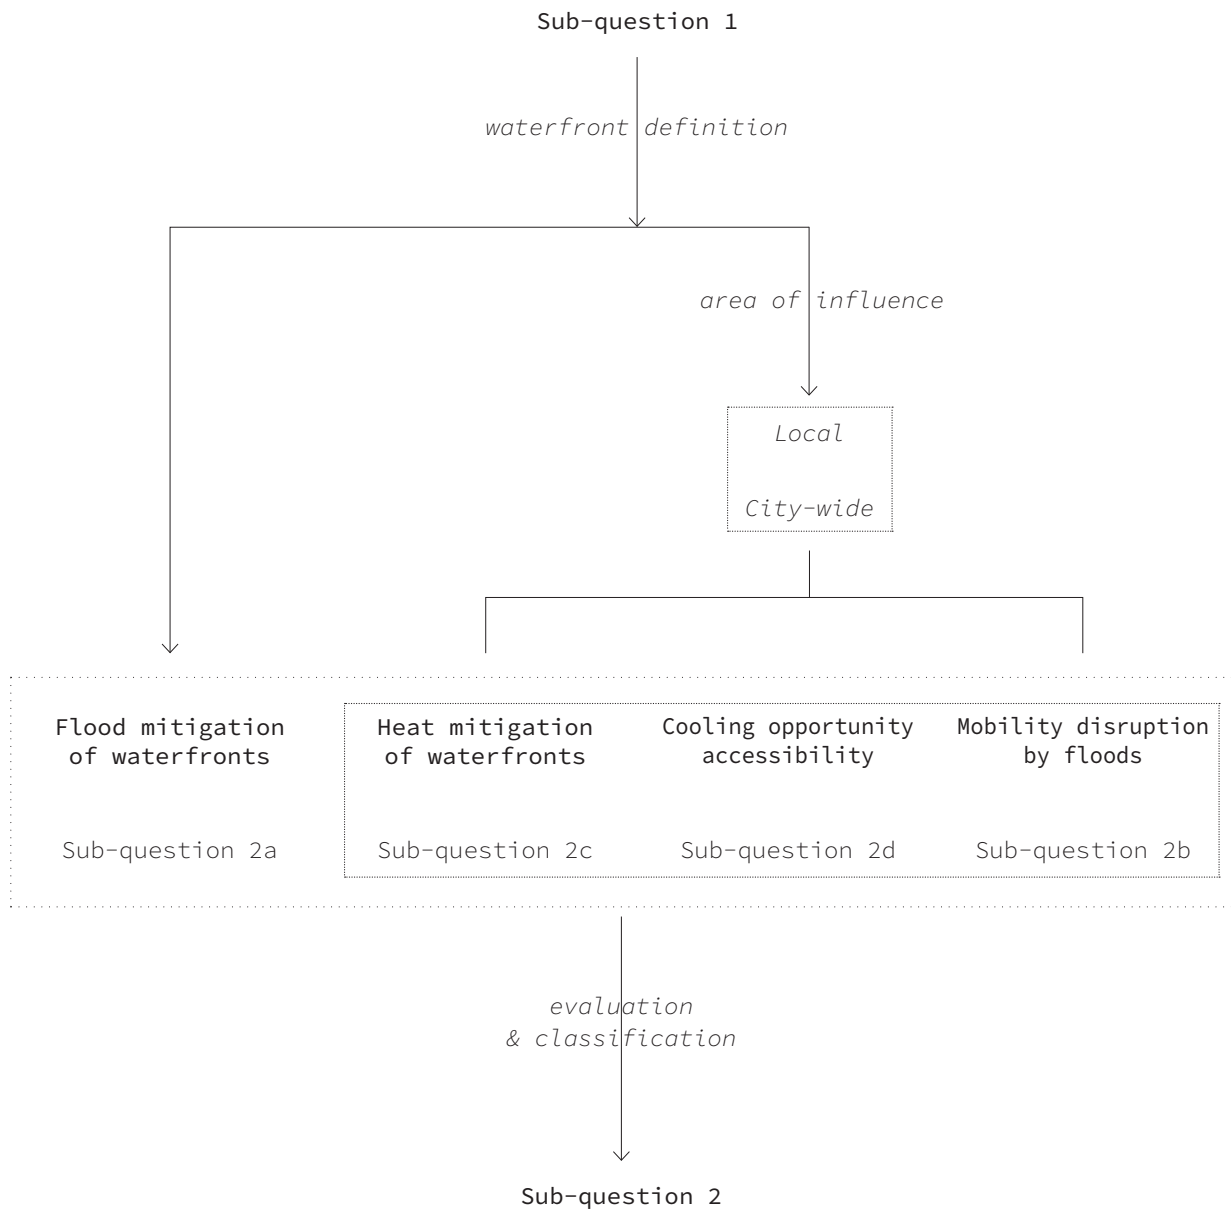 Sub-question 1
waterfront definition
area of influence
Local
City-wide
Flood mitigation
of waterfronts
Sub-question 2a
Heat mitigation
of waterfronts
Sub-question 2c
Cooling opportunity
accessibility
Sub-question 2d
Mobility disruption
by floods
Sub-question 2b
evaluation
& classification
Sub-question 2